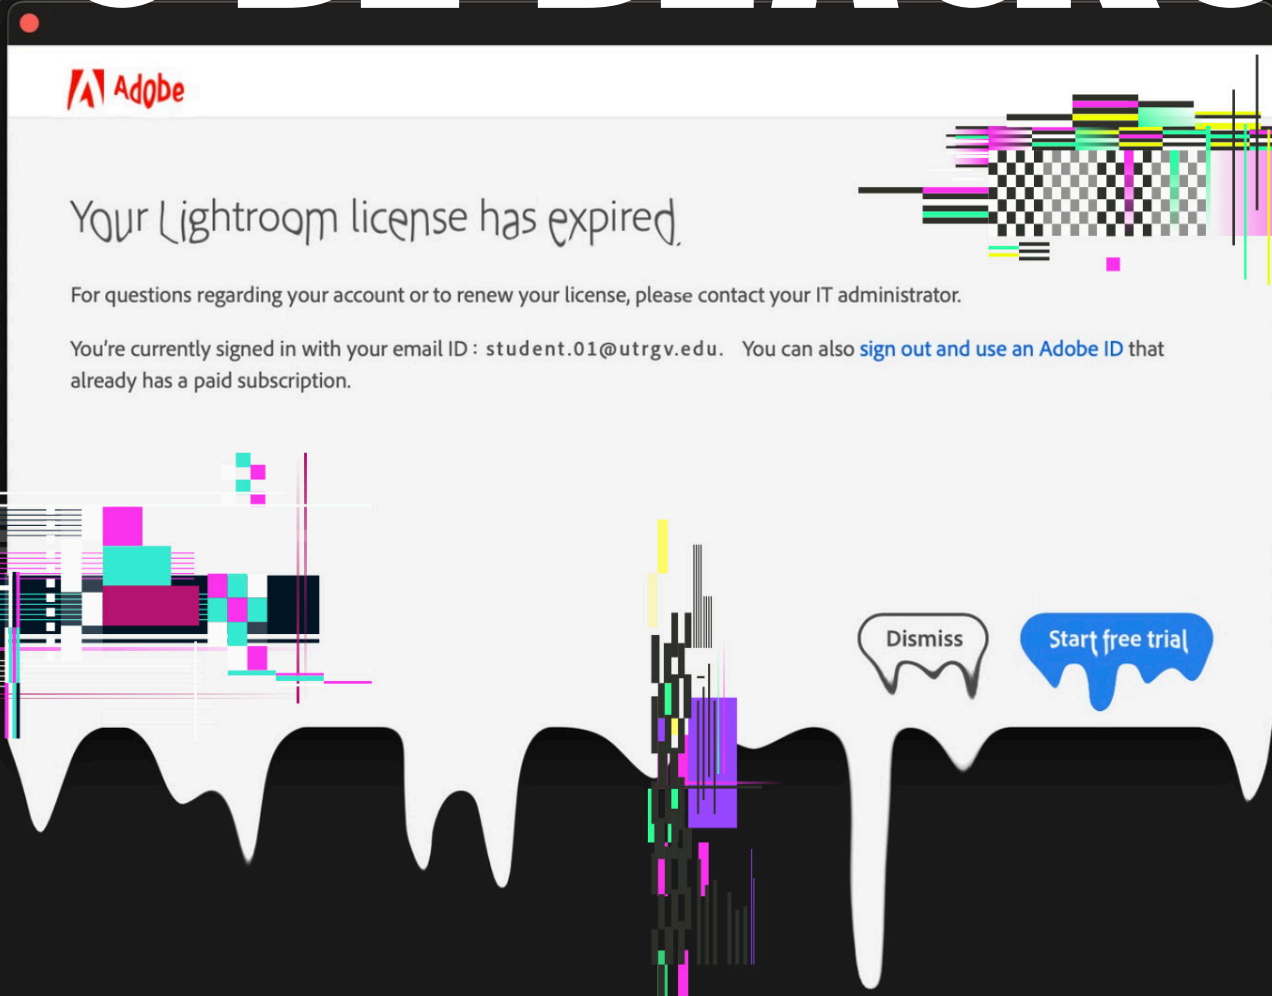 Adobe
Your Lightroom license has expired.
For questions regarding your account or to renew your license, please contact your IT administrator.
You're currently signed in with your email ID: student.01@utrgv.edu. You can also sign out and use an Adobe ID that
already has a paid subscription.
Dismiss
Start free trial